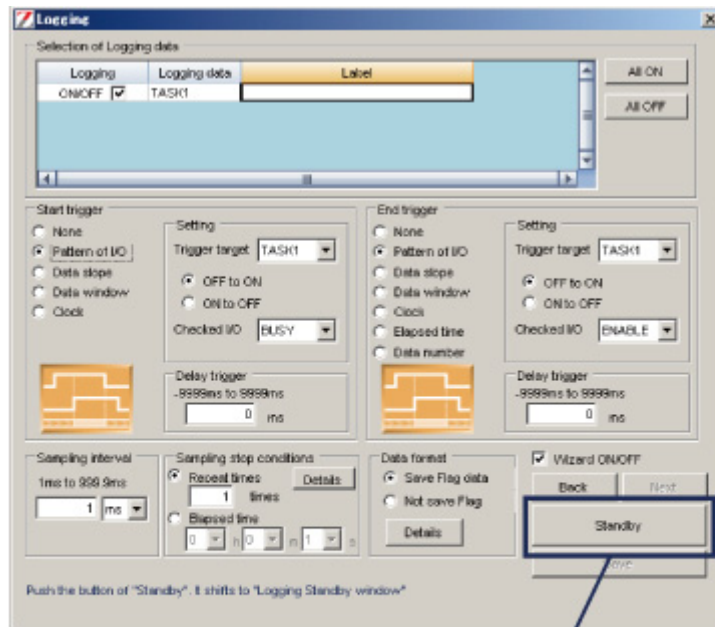 Logging
Selection of Logging data
Logging Logging data Label
ON/OFF TASK1
All ON
All OFF
Start trigger
None
Pattern of I/O
Data slope
Data window
Clock
Setting
Trigger target TASK1
OFF to ON
ON to OFF
Checked I/O BUSY
Delay trigger
-9999ms to 9999ms
0 ms
End trigger
None
Pattern of I/O
Data slope
Data window
Clock
Elapsed time
Data number
Setting
Trigger target TASK1
OFF to ON
ON to OFF
Checked I/O ENABLE
Delay trigger
-9999ms to 9999ms
0 ms
Sampling interval
1ms to 999.9ms
1 ms
Sampling stop conditions
Repeat times Details
1 times
Elapsed time
0 h 0 m 1 s
Data format
Save Flag data
Not save Flag
Details
Wizard ON/OFF
Back Next
Standby
Push the button of "Standby". It shifts to "Logging Standby window"